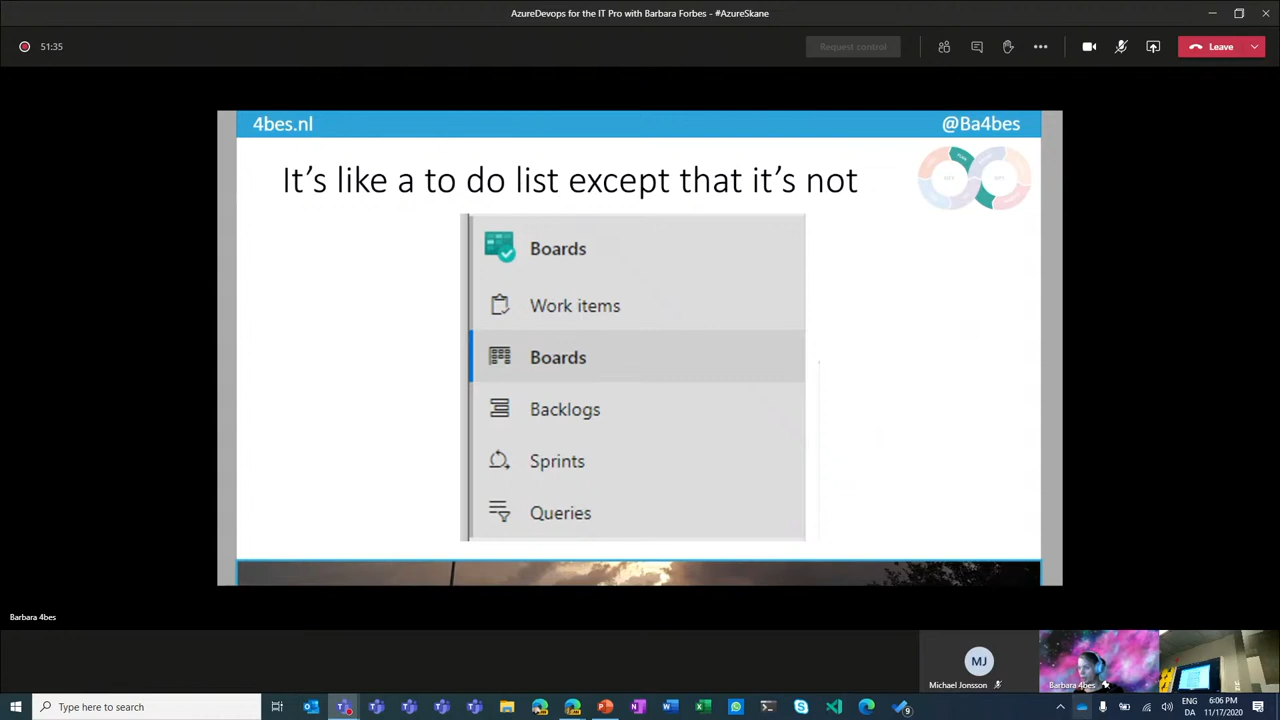 AzureDevops for the IT Pro with Barbara Forbes - #AzureSkane
51:35
Request control
Leave
4bes.nl
@Ba4bes
It's like a to do list except that it's not
Boards
Work items
Boards
Backlogs
Sprints
Queries
Barbara 4bes
MJ
Michael Jonsson
Barbara 4bes
Type here to search
9
ENG
DA
6:06 PM
11/17/2020